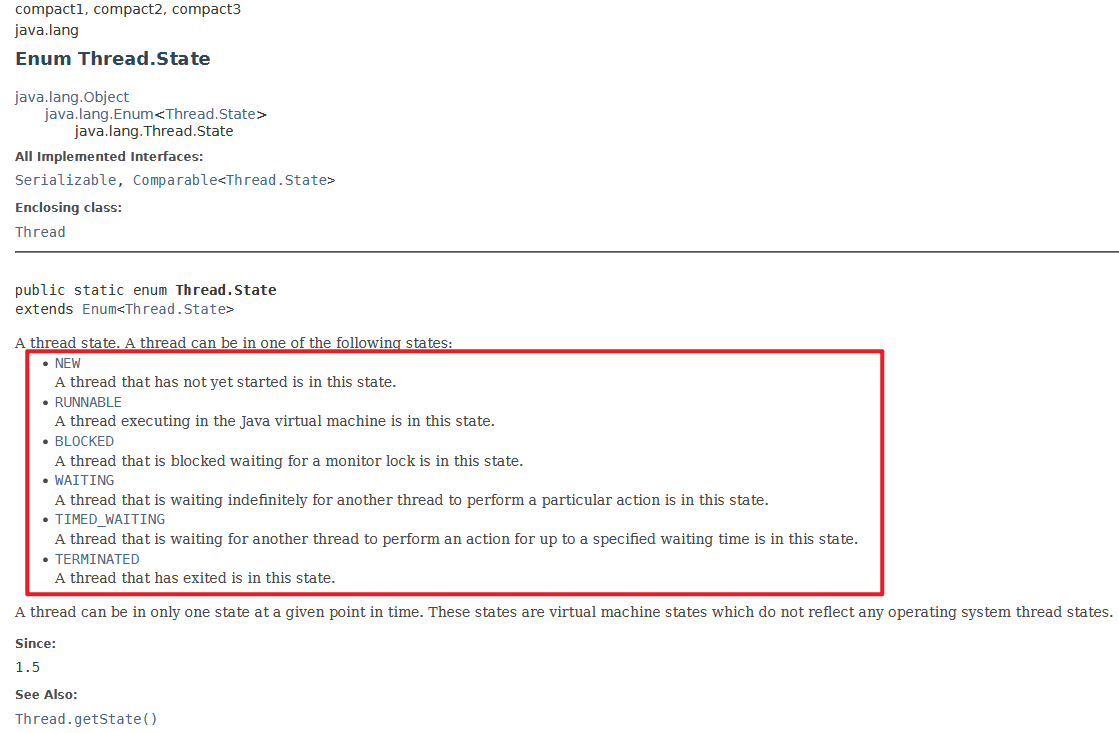 compact1, compact2, compact3
java.lang
Enum Thread.State
java.lang.Object
java.lang.Enum<Thread.State>
java.lang.Thread.State
All Implemented Interfaces:
Serializable, Comparable<Thread.State>
Enclosing class:
Thread
public static enum Thread.State
extends Enum<Thread.State>
A thread state. A thread can be in one of the following states:
• NEW
A thread that has not yet started is in this state.
• RUNNABLE
A thread executing in the Java virtual machine is in this state.
• BLOCKED
A thread that is blocked waiting for a monitor lock is in this state.
• WAITING
A thread that is waiting indefinitely for another thread to perform a particular action is in this state.
• TIMED_WAITING
A thread that is waiting for another thread to perform an action for up to a specified waiting time is in this state.
• TERMINATED
A thread that has exited is in this state.
A thread can be in only one state at a given point in time. These states are virtual machine states which do not reflect any operating system thread states.
Since:
1.5
See Also:
Thread.getState()